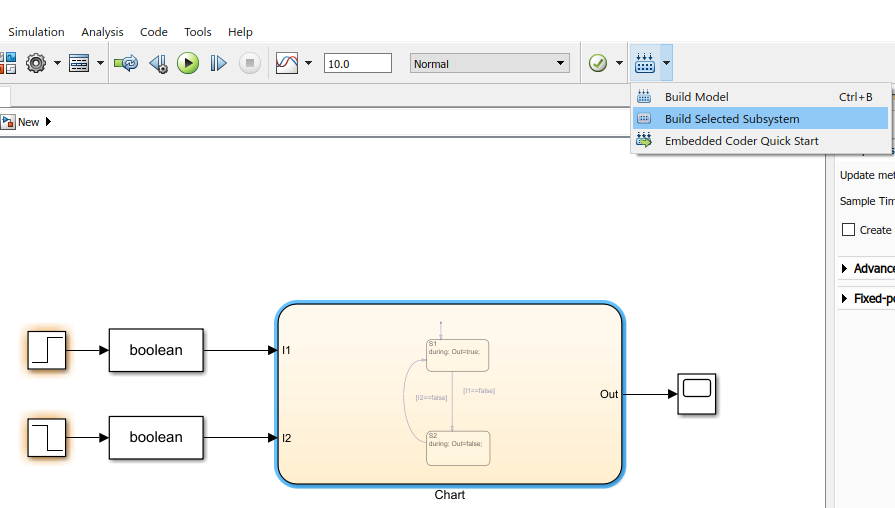 Simulation Analysis Code Tools Help
10.0 Normal
Build Model Ctrl+B
New Build Selected Subsystem
Embedded Coder Quick Start
Update met
Sample Tim
Create
Advance
Fixed-po
S1
during: Out=true;
boolean I1
[I2==false] [I1==false]
Out
boolean I2
S2
during: Out=false;
Chart